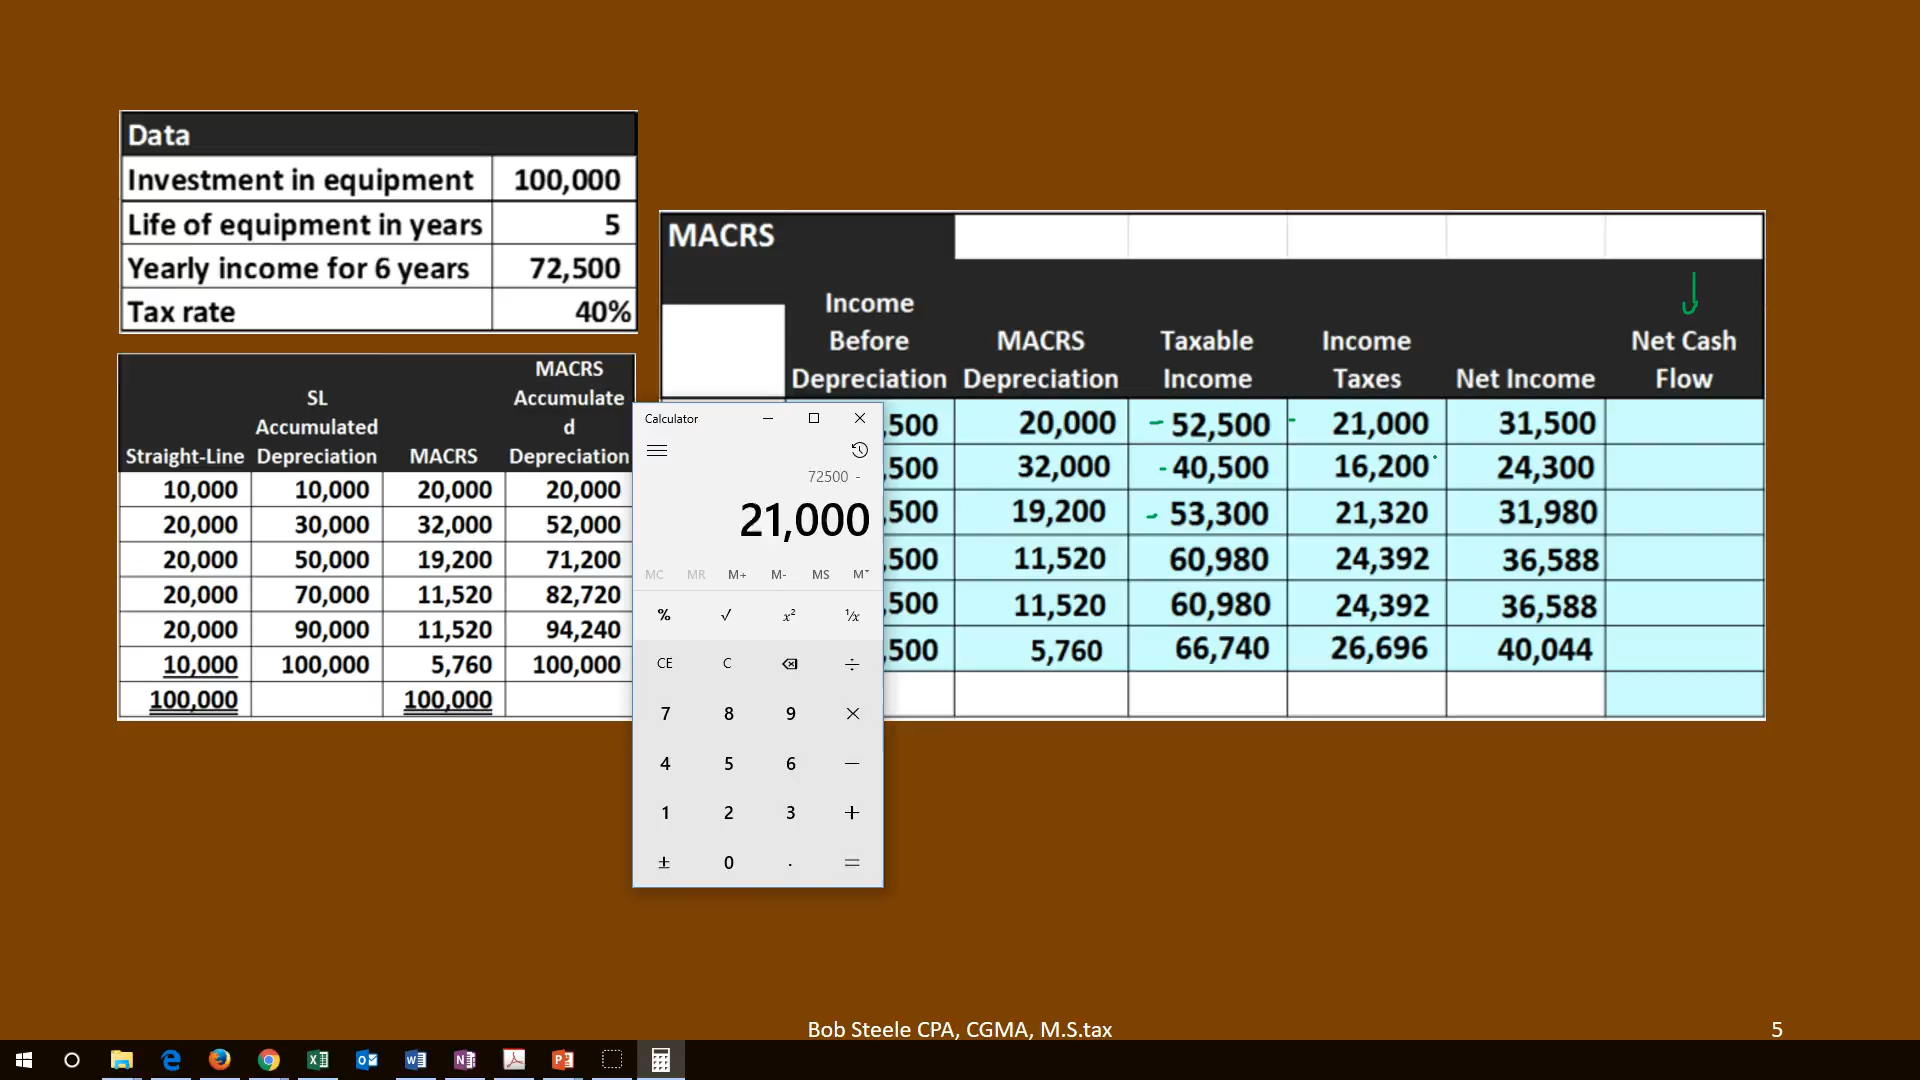 Data
Investment in equipment 100,000
Life of equipment in years 5
Yearly income for 6 years 72,500
Tax rate 40%
Straight-Line SL Accumulated Depreciation MACRS MACRS Accumulate d Depreciation
10,000 10,000 20,000 20,000
20,000 30,000 32,000 52,000
20,000 50,000 19,200 71,200
20,000 70,000 11,520 82,720
20,000 90,000 11,520 94,240
10,000 100,000 5,760 100,000
100,000 100,000
MACRS
Income Before Depreciation MACRS Depreciation Taxable Income Income Taxes Net Income Net Cash Flow
,500 20,000 - 52,500 - 21,000 31,500
,500 32,000 - 40,500 16,200 24,300
,500 19,200 - 53,300 21,320 31,980
,500 11,520 60,980 24,392 36,588
,500 11,520 60,980 24,392 36,588
,500 5,760 66,740 26,696 40,044
Calculator
72500 -
21,000
MC MR M+ M- MS M˅
% √ x² ¹/x
CE C ÷
7 8 9 ×
4 5 6 −
1 2 3 +
± 0 . =
Bob Steele CPA, CGMA, M.S.tax
5